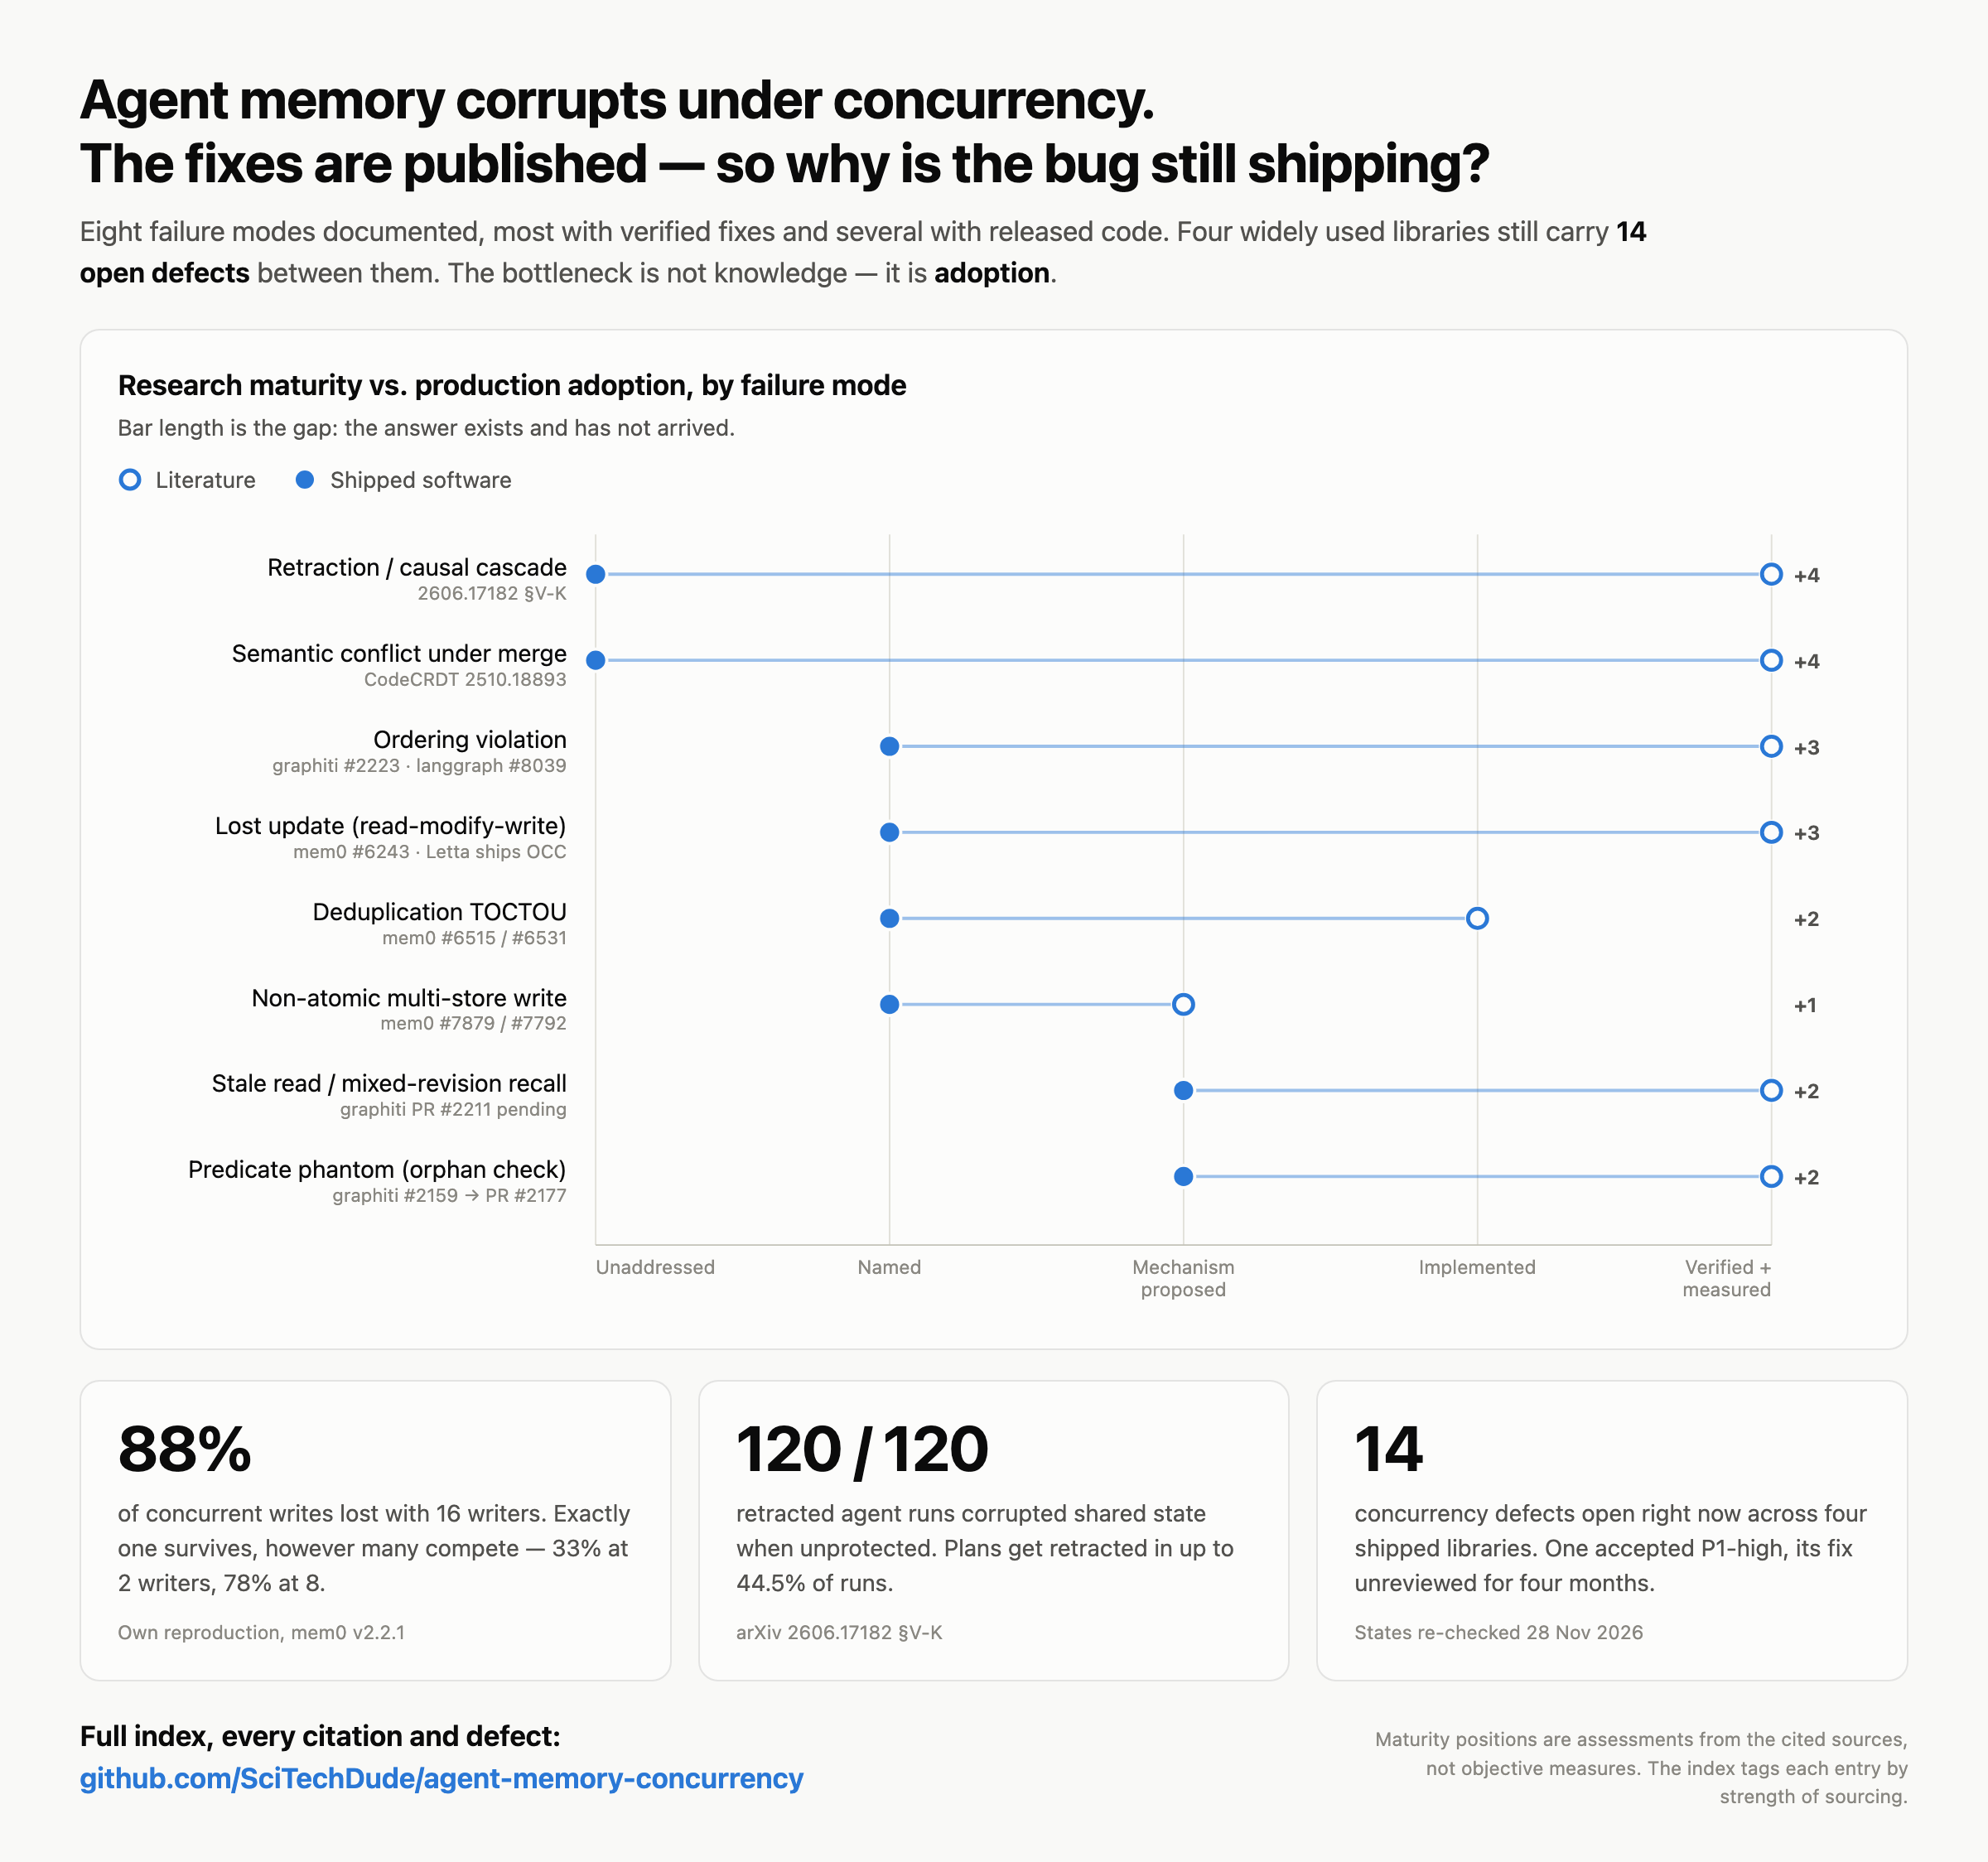 Agent memory corrupts under concurrency.
The fixes are published — so why is the bug still shipping?
Eight failure modes documented, most with verified fixes and several with released code. Four widely used libraries still carry 14
open defects between them. The bottleneck is not knowledge — it is adoption.
Research maturity vs. production adoption, by failure mode
Bar length is the gap: the answer exists and has not arrived.
Literature Shipped software
Retraction / causal cascade
2606.17182 §V-K
+4
Semantic conflict under merge
CodeCRDT 2510.18893
+4
Ordering violation
graphiti #2223 · langgraph #8039
+3
Lost update (read-modify-write)
mem0 #6243 · Letta ships OCC
+3
Deduplication TOCTOU
mem0 #6515 / #6531
+2
Non-atomic multi-store write
mem0 #7879 / #7792
+1
Stale read / mixed-revision recall
graphiti PR #2211 pending
+2
Predicate phantom (orphan check)
graphiti #2159 → PR #2177
+2
Unaddressed
Named
Mechanism
proposed
Implemented
Verified +
measured
88%
of concurrent writes lost with 16 writers. Exactly
one survives, however many compete — 33% at
2 writers, 78% at 8.
Own reproduction, mem0 v2.2.1
120 / 120
retracted agent runs corrupted shared state
when unprotected. Plans get retracted in up to
44.5% of runs.
arXiv 2606.17182 §V-K
14
concurrency defects open right now across four
shipped libraries. One accepted P1-high, its fix
unreviewed for four months.
States re-checked 28 Nov 2026
Full index, every citation and defect:
github.com/SciTechDude/agent-memory-concurrency
Maturity positions are assessments from the cited sources,
not objective measures. The index tags each entry by
strength of sourcing.